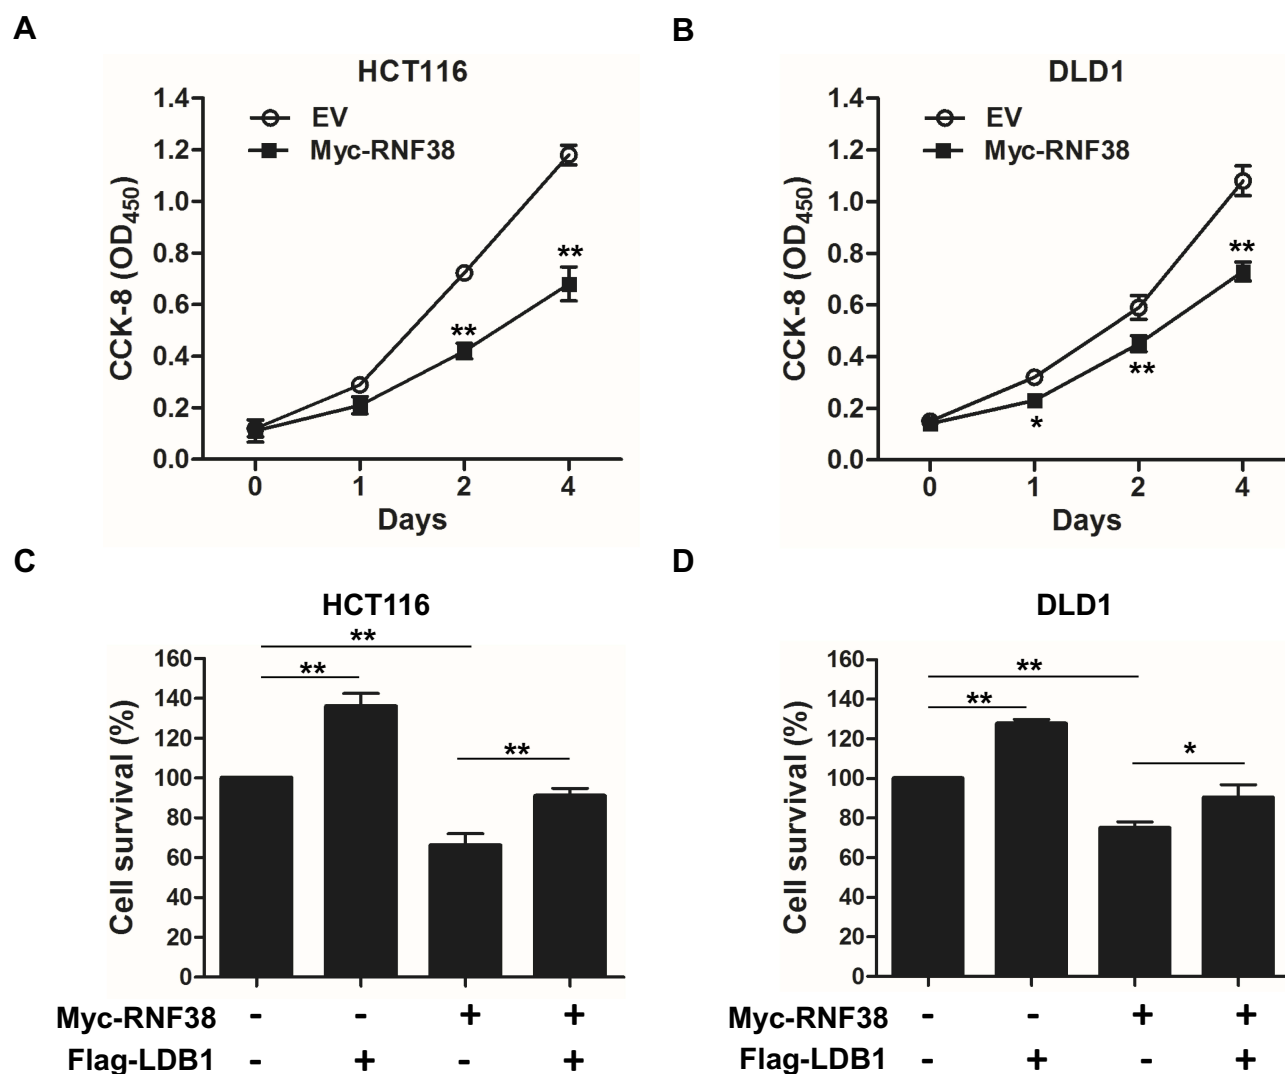 A
HCT116
1.4
1.2
1.0
0.8
0.6
0.4
0.2
0.0
CCK-8 (OD450)
EV
Myc-RNF38
**
**
0 1 2 4
Days
B
DLD1
1.4
1.2
1.0
0.8
0.6
0.4
0.2
0.0
CCK-8 (OD450)
EV
Myc-RNF38
**
**
*
0 1 2 4
Days
C
HCT116
**
**
**
160
140
120
100
80
60
40
20
0
Cell survival (%)
Myc-RNF38 - - + +
Flag-LDB1 - + - +
D
DLD1
**
**
*
160
140
120
100
80
60
40
20
0
Cell survival (%)
Myc-RNF38 - - + +
Flag-LDB1 - + - +